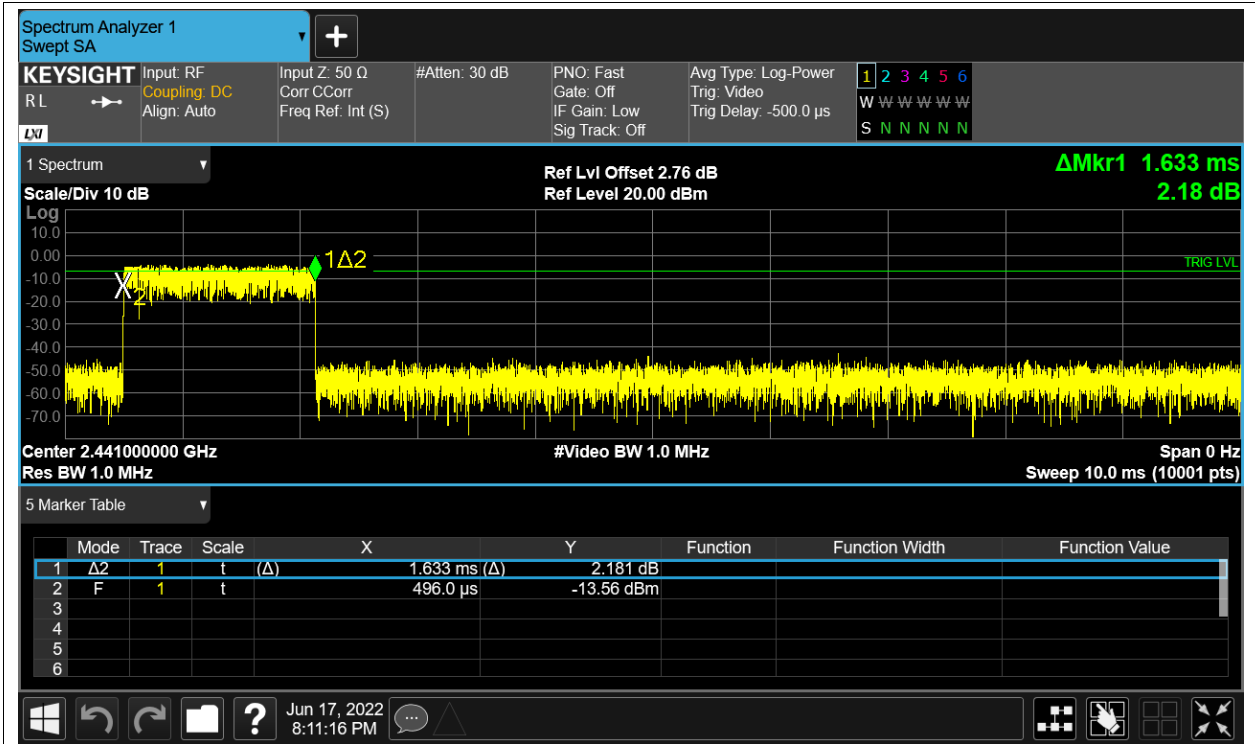 Spectrum Analyzer 1
Swept SA
+
KEYSIGHT Input: RF Input Z: 50 Ω #Atten: 30 dB PNO: Fast Avg Type: Log-Power 1 2 3 4 5 6
R L Coupling: DC Corr CCorr Gate: Off Trig: Video
Align: Auto Freq Ref: Int (S) IF Gain: Low Trig Delay: -500.0 µs W W W W W W
LXI Sig Track: Off S N N N N N
1 Spectrum Ref Lvl Offset 2.76 dB ΔMkr1 1.633 ms
Scale/Div 10 dB Ref Level 20.00 dBm 2.18 dB
Log
10.0
0.00 1Δ2 TRIG LVL
-10.0
2
-20.0
-30.0
-40.0
-50.0
-60.0
-70.0
Center 2.441000000 GHz #Video BW 1.0 MHz Span 0 Hz
Res BW 1.0 MHz Sweep 10.0 ms (10001 pts)
5 Marker Table
Mode Trace Scale X Y Function Function Width Function Value
1 Δ2 1 t (Δ) 1.633 ms (Δ) 2.181 dB
2 F 1 t 496.0 µs -13.56 dBm
3
4
5
6
? Jun 17, 2022
8:11:16 PM